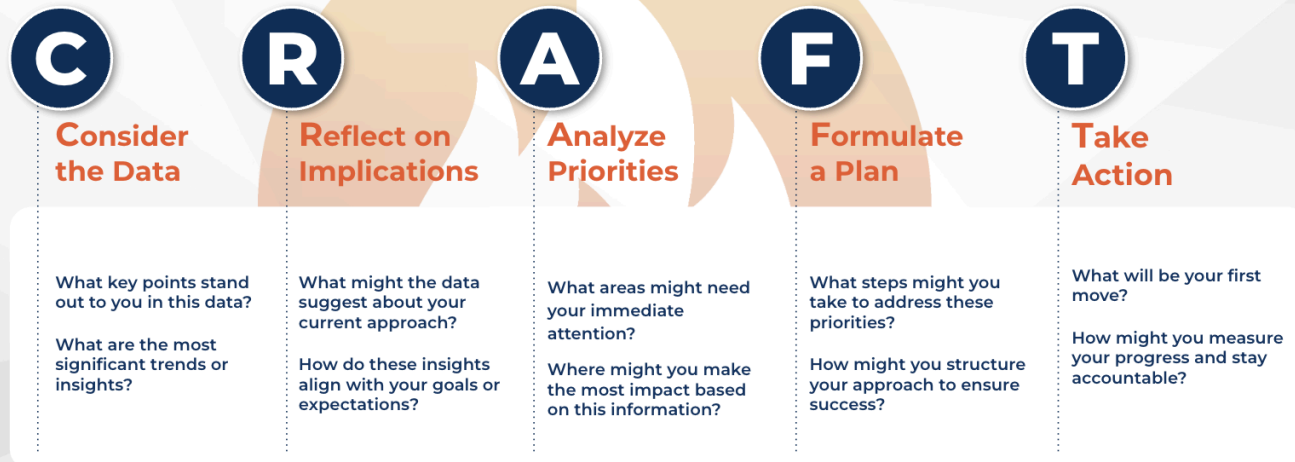 C
Consider
the Data
What key points stand
out to you in this data?
What are the most
significant trends or
insights?
R
Reflect on
Implications
What might the data
suggest about your
current approach?
How do these insights
align with your goals or
expectations?
A
Analyze
Priorities
What areas might need
your immediate
attention?
Where might you make
the most impact based
on this information?
F
Formulate
a Plan
What steps might you
take to address these
priorities?
How might you structure
your approach to ensure
success?
T
Take
Action
What will be your first
move?
How might you measure
your progress and stay
accountable?